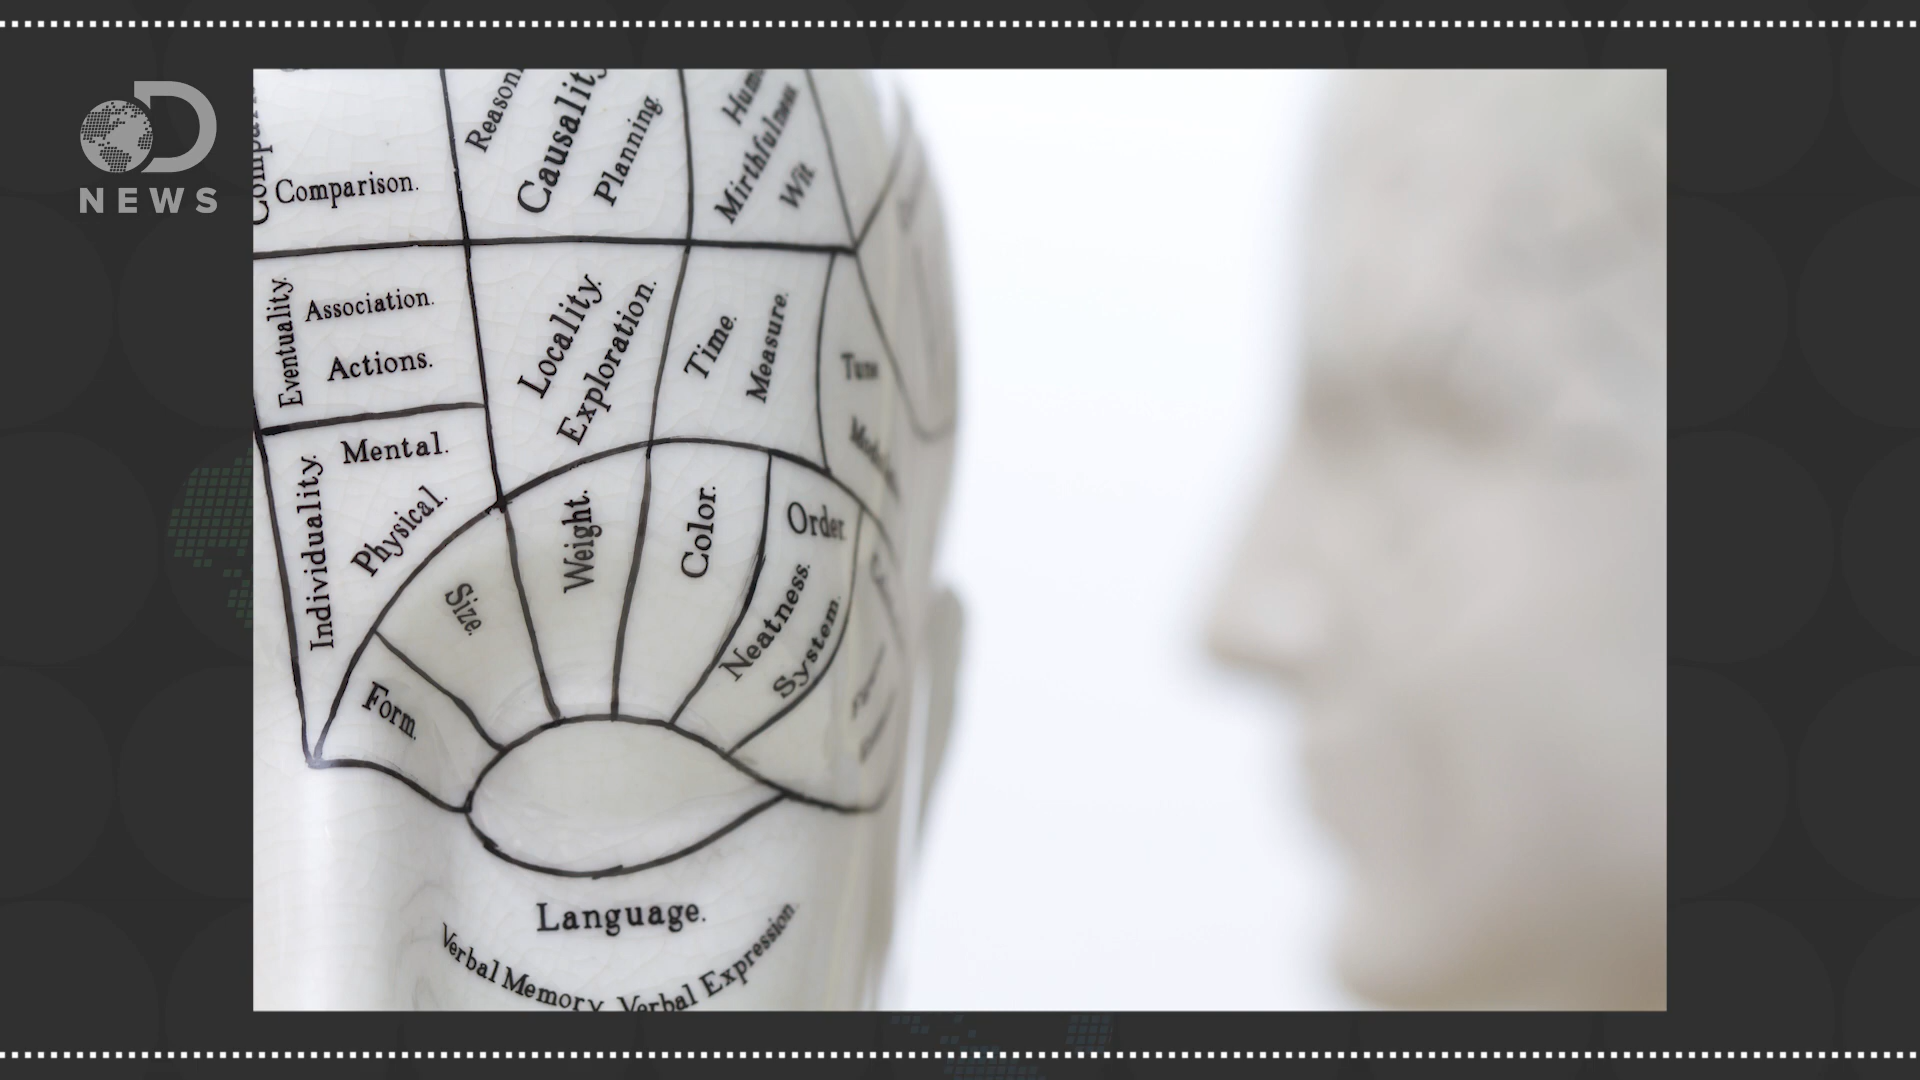 NEWS
Causality
Planning.
Mirthfulness
Wit.
Comparison.
Eventuality.
Association.
Actions.
Locality.
Exploration.
Time.
Measure.
Individuality.
Mental.
Physical.
Form.
Size.
Weight.
Color.
Order.
Neatness.
System.
Language.
Verbal Memory. Verbal Expression.